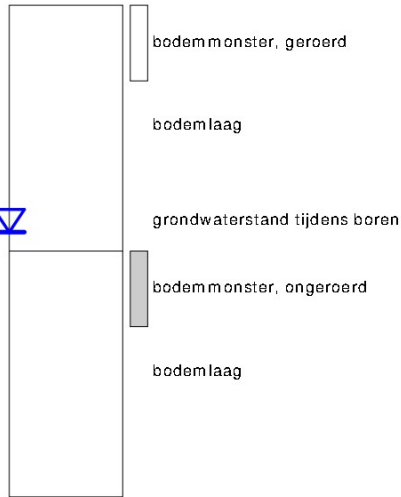 bodemmonster, geroerd
bodemlaag
grondwaterstand tijdens boren
bodemmonster, ongeroerd
bodemlaag